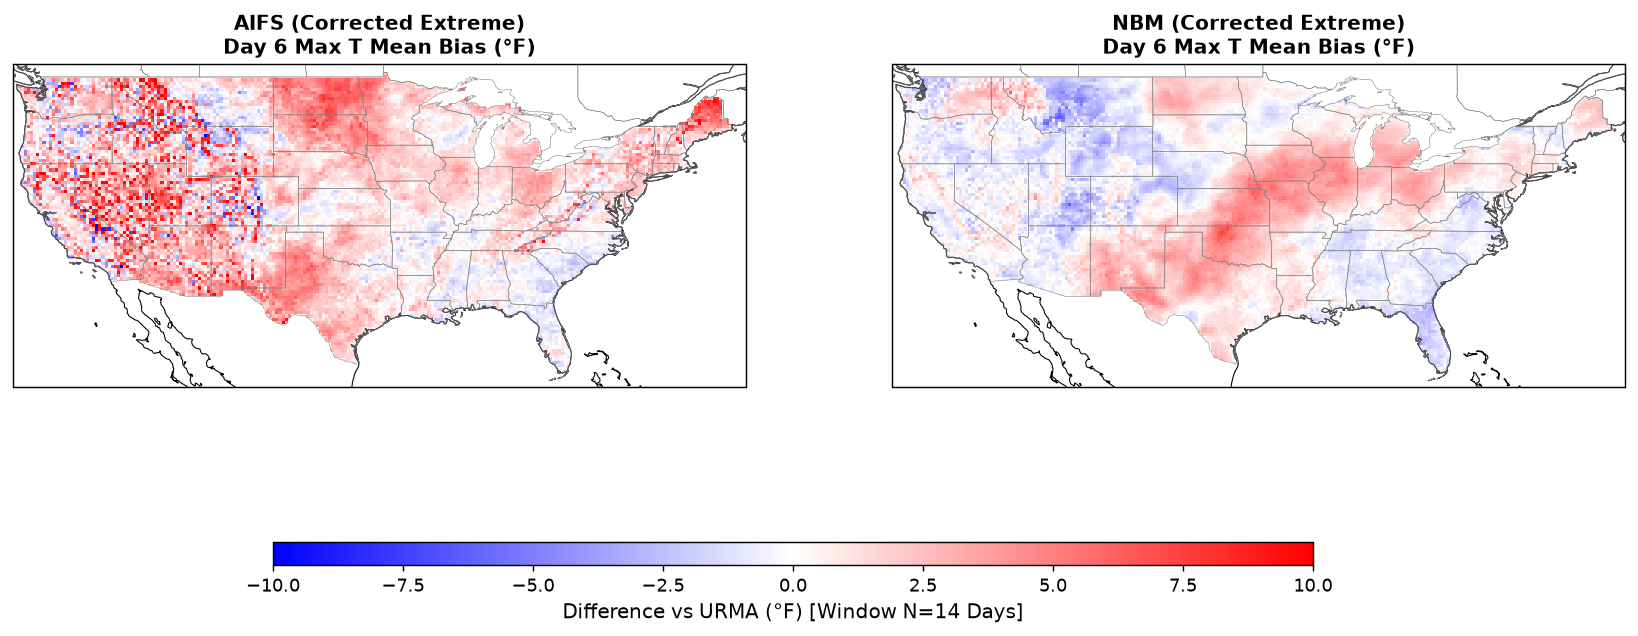 AIFS (Corrected Extreme)
Day 6 Max T Mean Bias (°F)
NBM (Corrected Extreme)
Day 6 Max T Mean Bias (°F)
−10.0 −7.5 −5.0 −2.5 0.0 2.5 5.0 7.5 10.0
Difference vs URMA (°F) [Window N=14 Days]